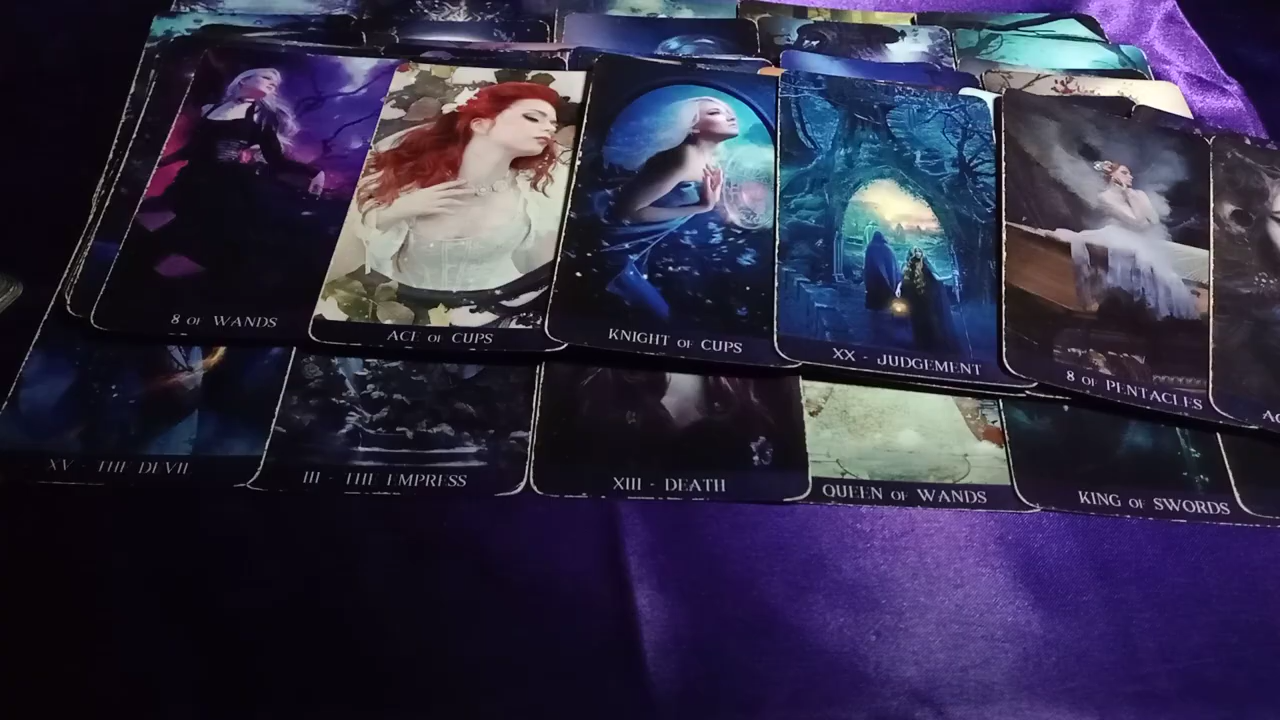 8 OF WANDS
ACE OF CUPS
KNIGHT OF CUPS
XX - JUDGEMENT
8 OF PENTACLES
XV - THE DEVIL
III - THE EMPRESS
XIII - DEATH
QUEEN OF WANDS
KING OF SWORDS